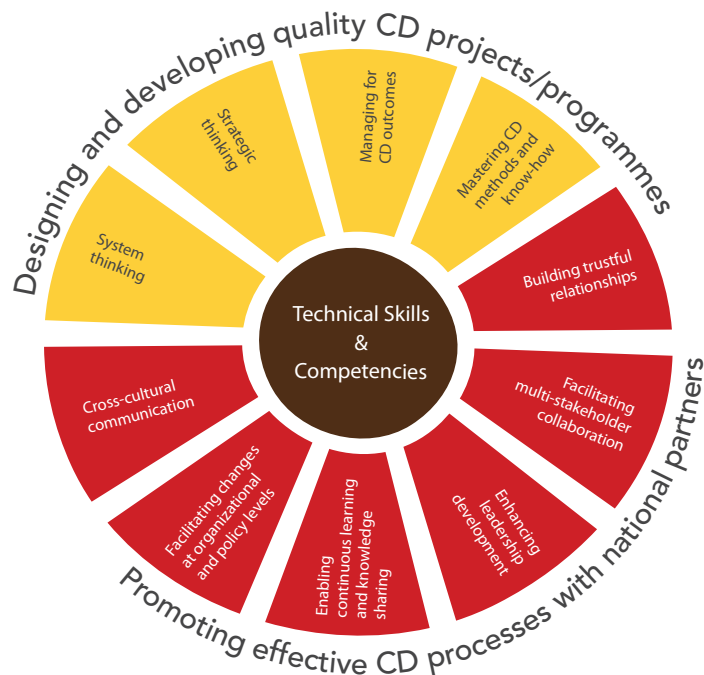 Designing and developing quality CD projects/programmes
System
thinking
Strategic
thinking
Managing for
CD outcomes
Mastering CD
methods and
know-how
Building trustful
relationships
Facilitating
multi-stakeholder
collaboration
Enhancing
leadership
development
Enabling
continuous learning
and knowledge
sharing
Facilitating changes
at organizational
and policy levels
Cross-cultural
communication
Technical Skills
&
Competencies
Promoting effective CD processes with national partners